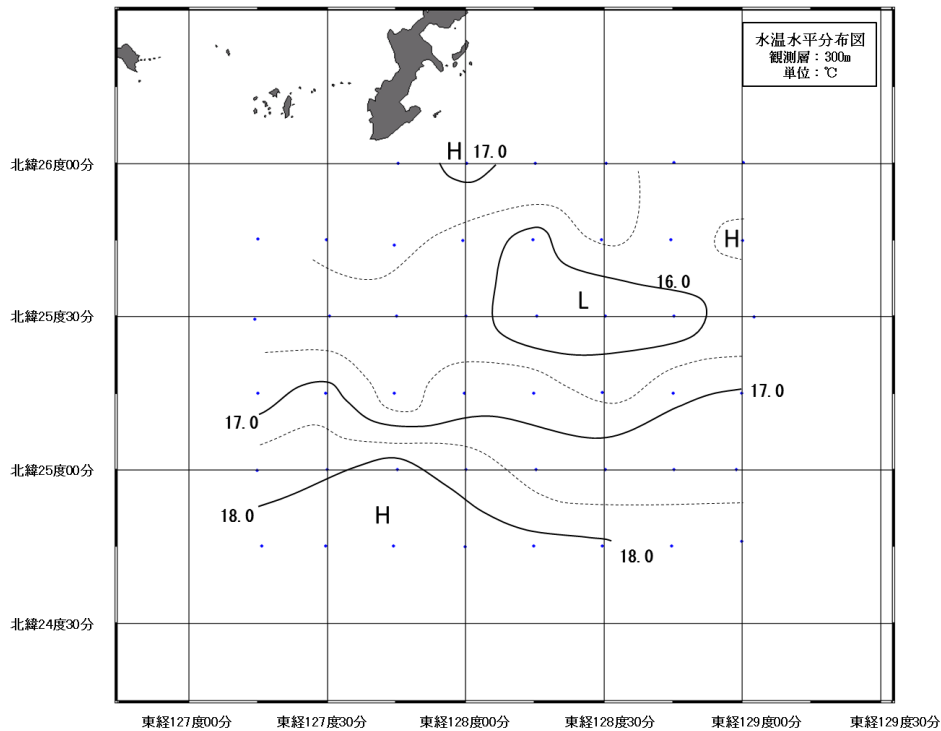 水温水平分布図
観測層：300m
単位：℃
北緯26度00分
H 17.0
H
16.0
L
北緯25度30分
17.0
17.0
北緯25度00分
18.0
H
18.0
北緯24度30分
東経127度00分
東経127度30分
東経128度00分
東経128度30分
東経129度00分
東経129度30分